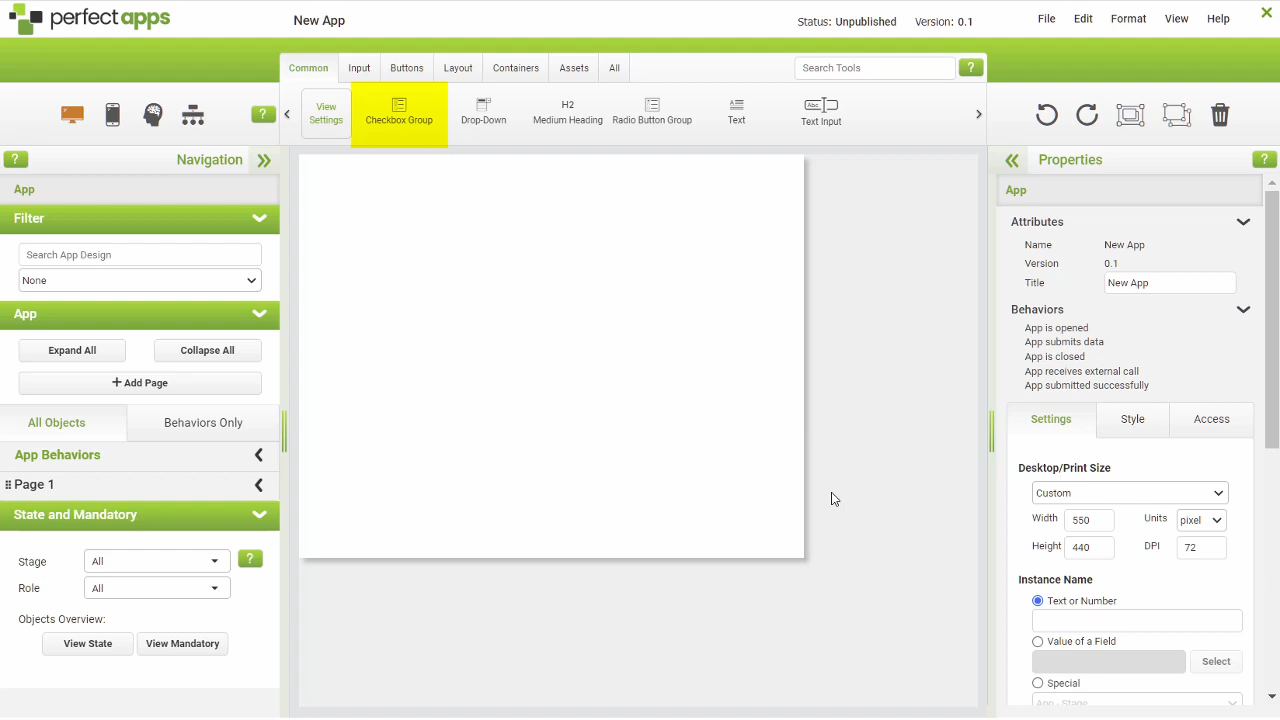 perfectapps
New App
Status: Unpublished
Version: 0.1
File Edit Format View Help
Common Input Buttons Layout Containers Assets All
Search Tools
?
?
View Settings
Checkbox Group
Drop-Down
H2
Medium Heading
Radio Button Group
Text
Abc
Text Input
?
Navigation
App
Filter
Search App Design
None
App
Expand All
Collapse All
+ Add Page
All Objects
Behaviors Only
App Behaviors
Page 1
State and Mandatory
Stage All
?
Role All
Objects Overview:
View State
View Mandatory
Properties
?
App
Attributes
Name New App
Version 0.1
Title New App
Behaviors
App is opened
App submits data
App is closed
App receives external call
App submitted successfully
Settings Style Access
Desktop/Print Size
Custom
Width 550 Units pixel
Height 440 DPI 72
Instance Name
Text or Number
Value of a Field
Select
Special
App - Stage